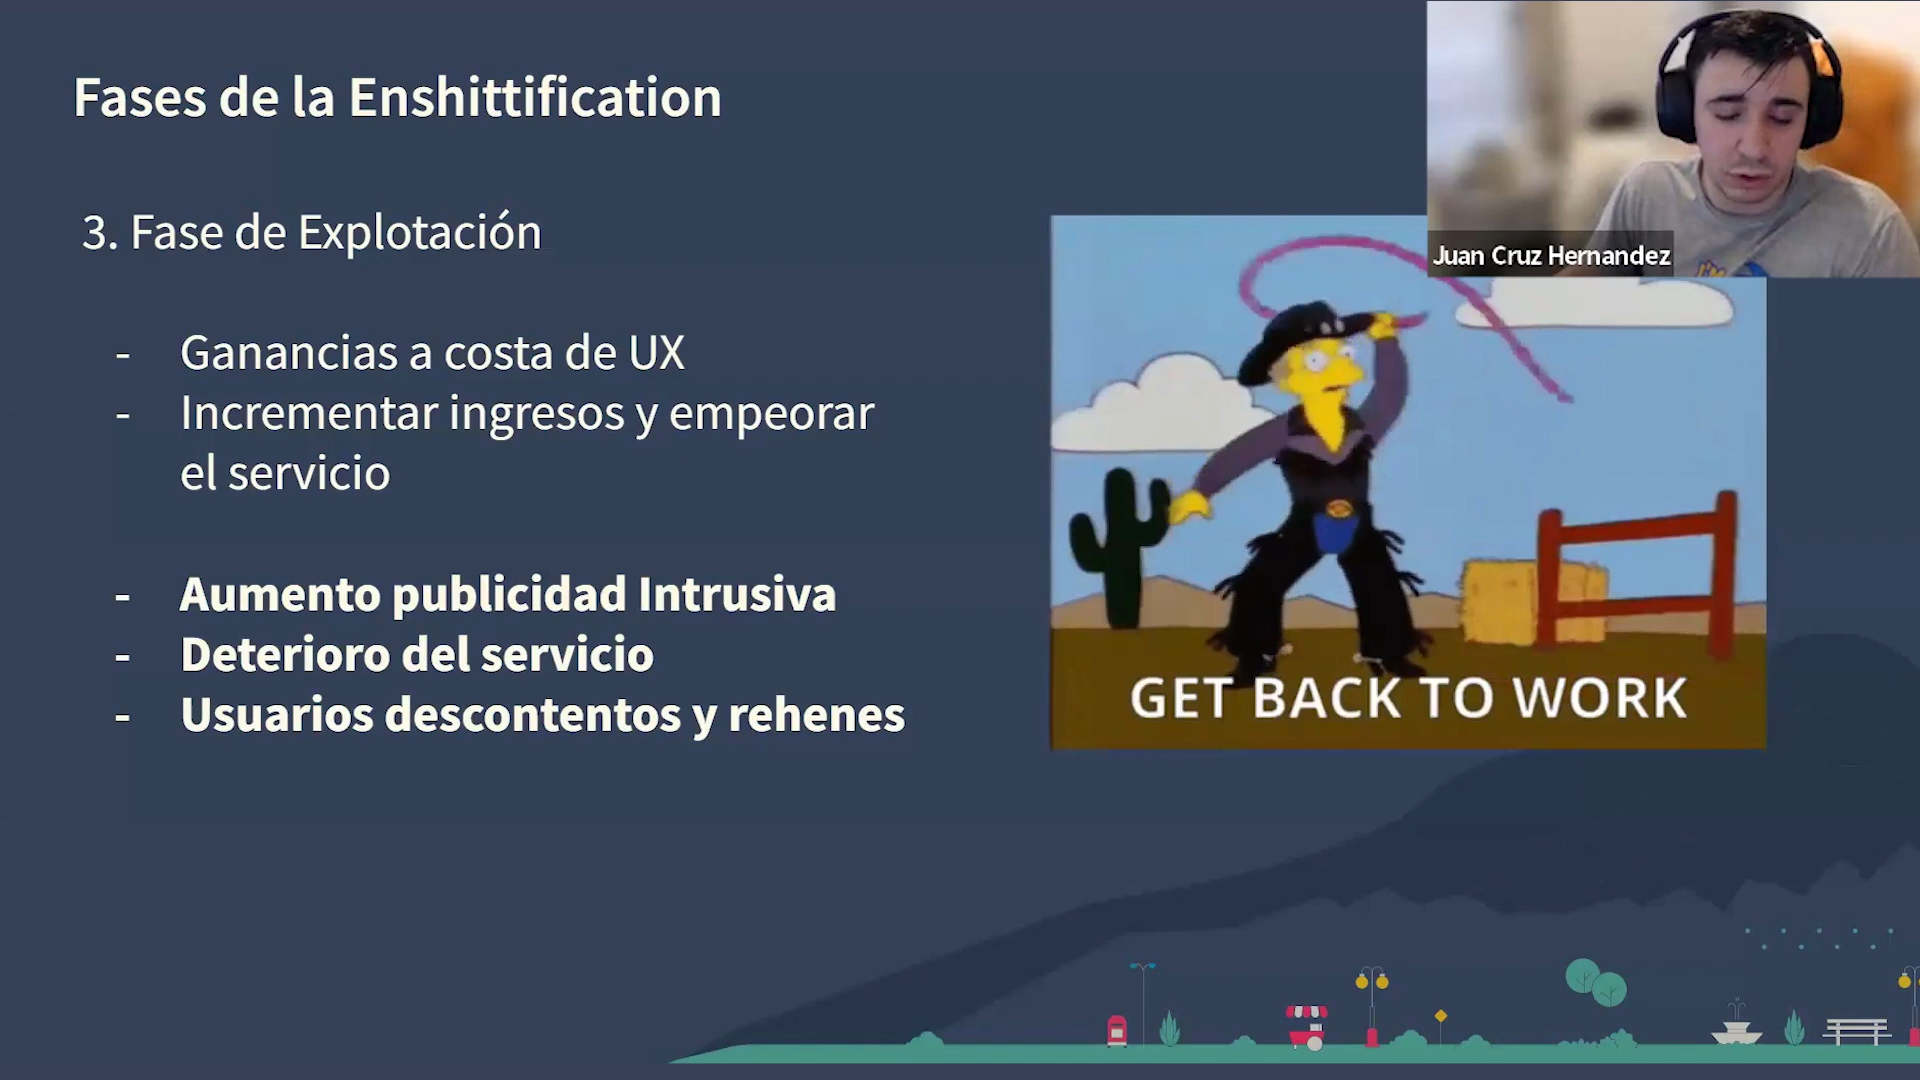 Fases de la Enshittification
3. Fase de Explotación
- Ganancias a costa de UX
- Incrementar ingresos y empeorar
el servicio
- Aumento publicidad Intrusiva
- Deterioro del servicio
- Usuarios descontentos y rehenes
Juan Cruz Hernandez
I'M
GET BACK TO WORK